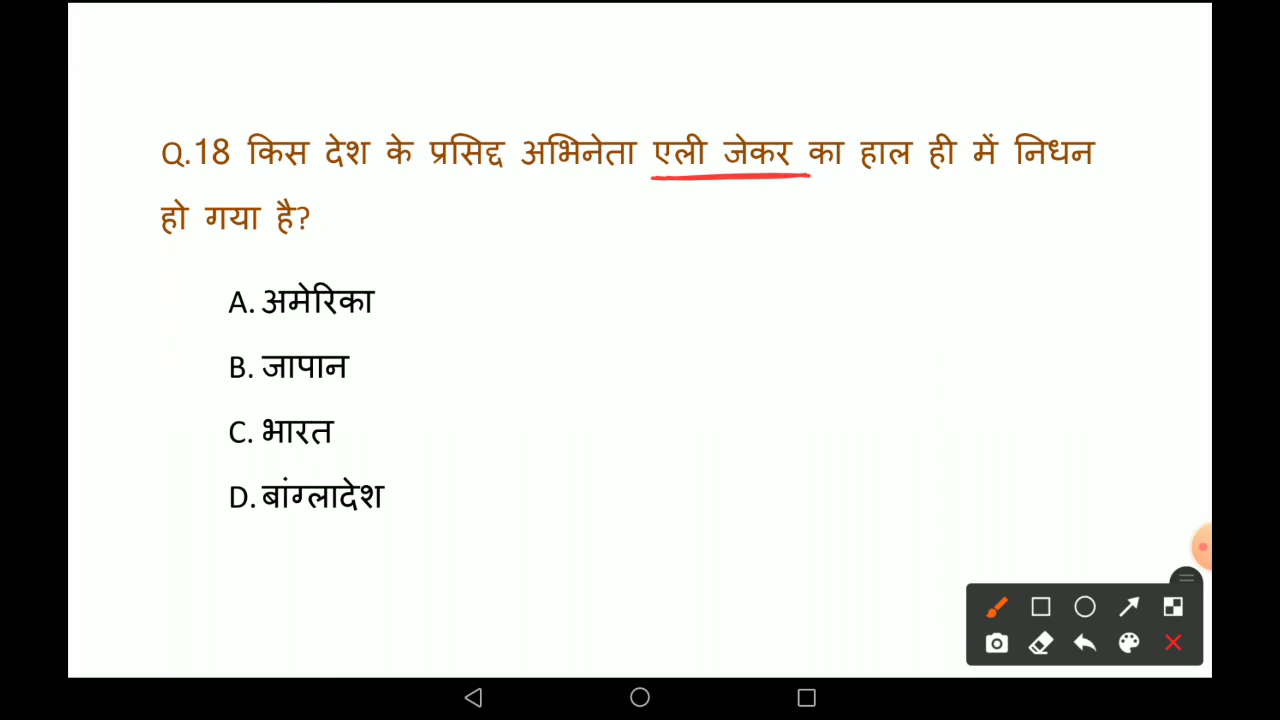 Q.18 किस देश के प्रसिद्द अभिनेता एली जेकर का हाल ही में निधन
हो गया है?
A. अमेरिका
B. जापान
C. भारत
D. बांग्लादेश